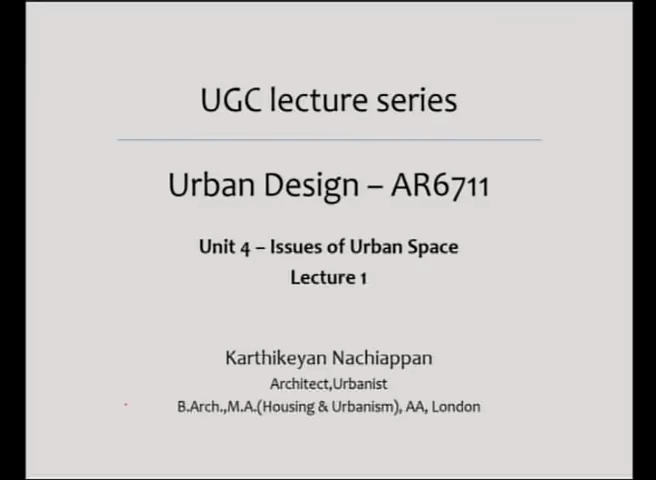 UGC lecture series
Urban Design – AR6711
Unit 4 – Issues of Urban Space
Lecture 1
Karthikeyan Nachiappan
Architect,Urbanist
B.Arch.,M.A.(Housing & Urbanism), AA, London